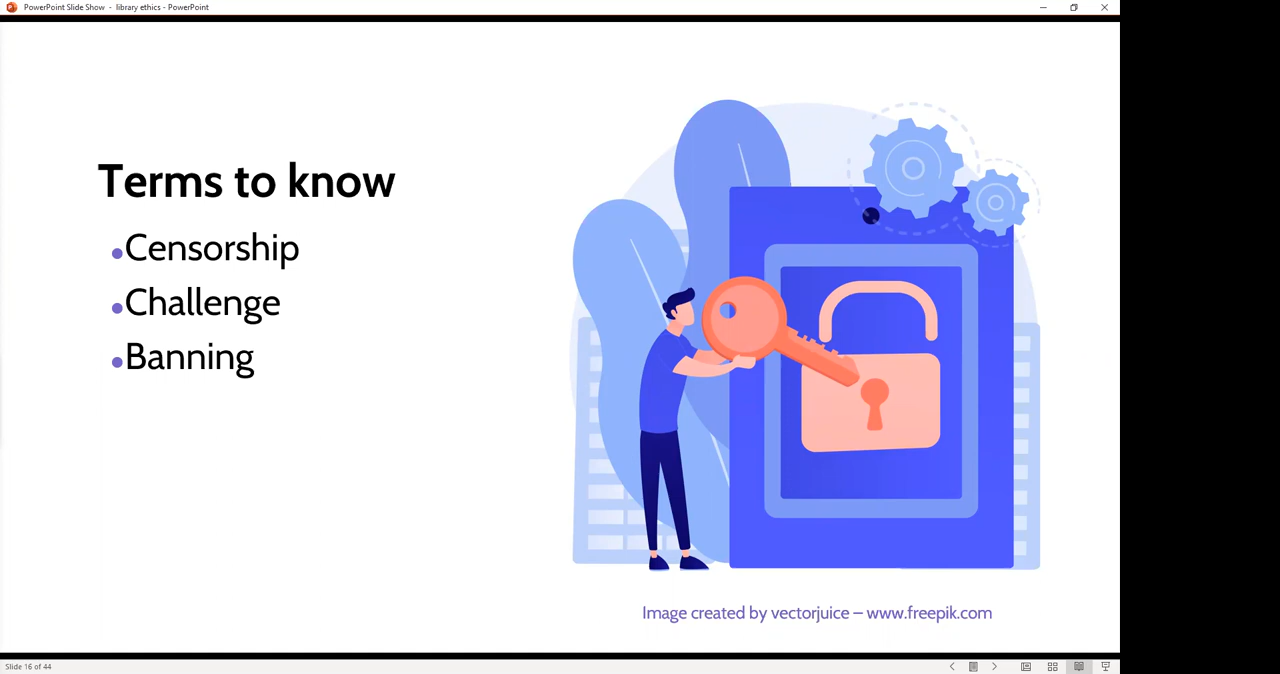 PowerPoint Slide Show - library ethics - PowerPoint
Terms to know
•Censorship
•Challenge
•Banning
Image created by vectorjuice – www.freepik.com
Slide 16 of 44